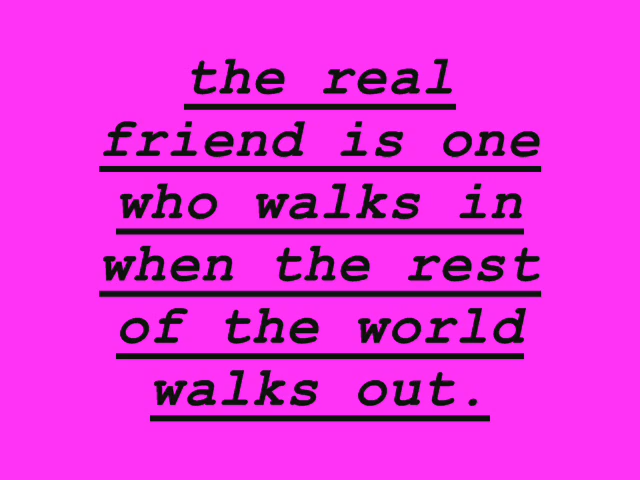 the real
friend is one
who walks in
when the rest
of the world
walks out.